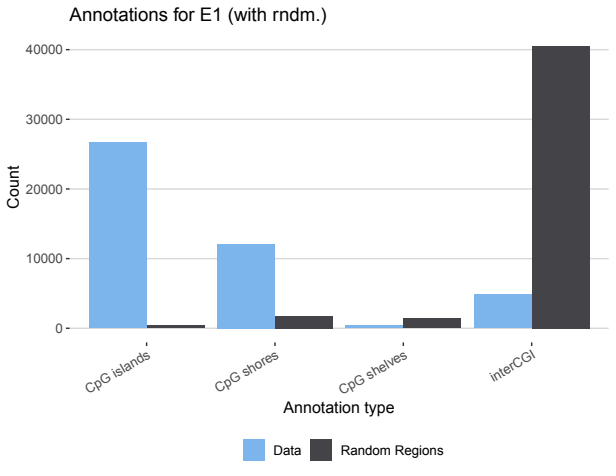 Annotations for E1 (with rndm.)
Count
40000
30000
20000
10000
0
CpG islands
CpG shores
CpG shelves
interCGI
Annotation type
Data
Random Regions